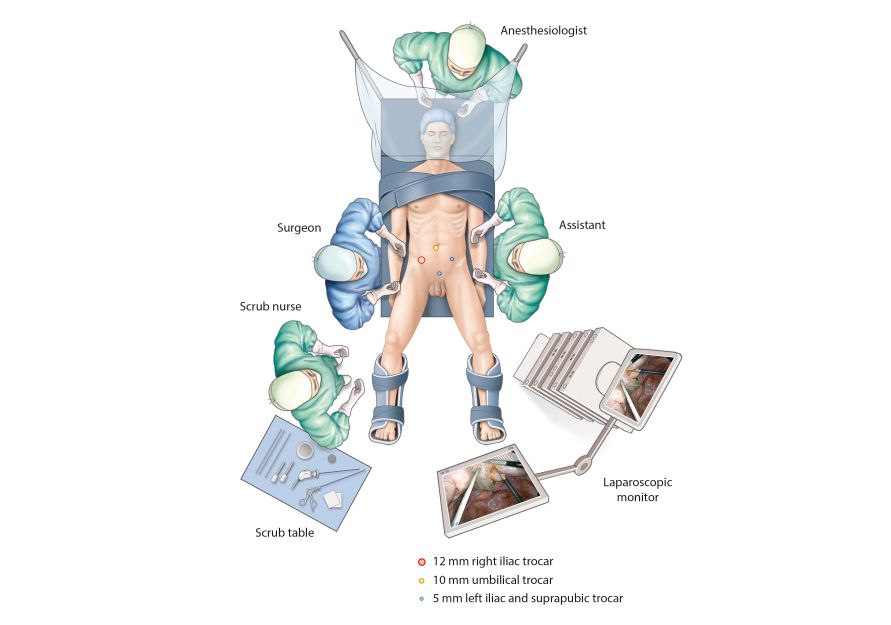 Anesthesiologist
Surgeon
Assistant
Scrub nurse
Laparoscopic
monitor
Scrub table
12 mm right iliac trocar
10 mm umbilical trocar
5 mm left iliac and suprapubic trocar